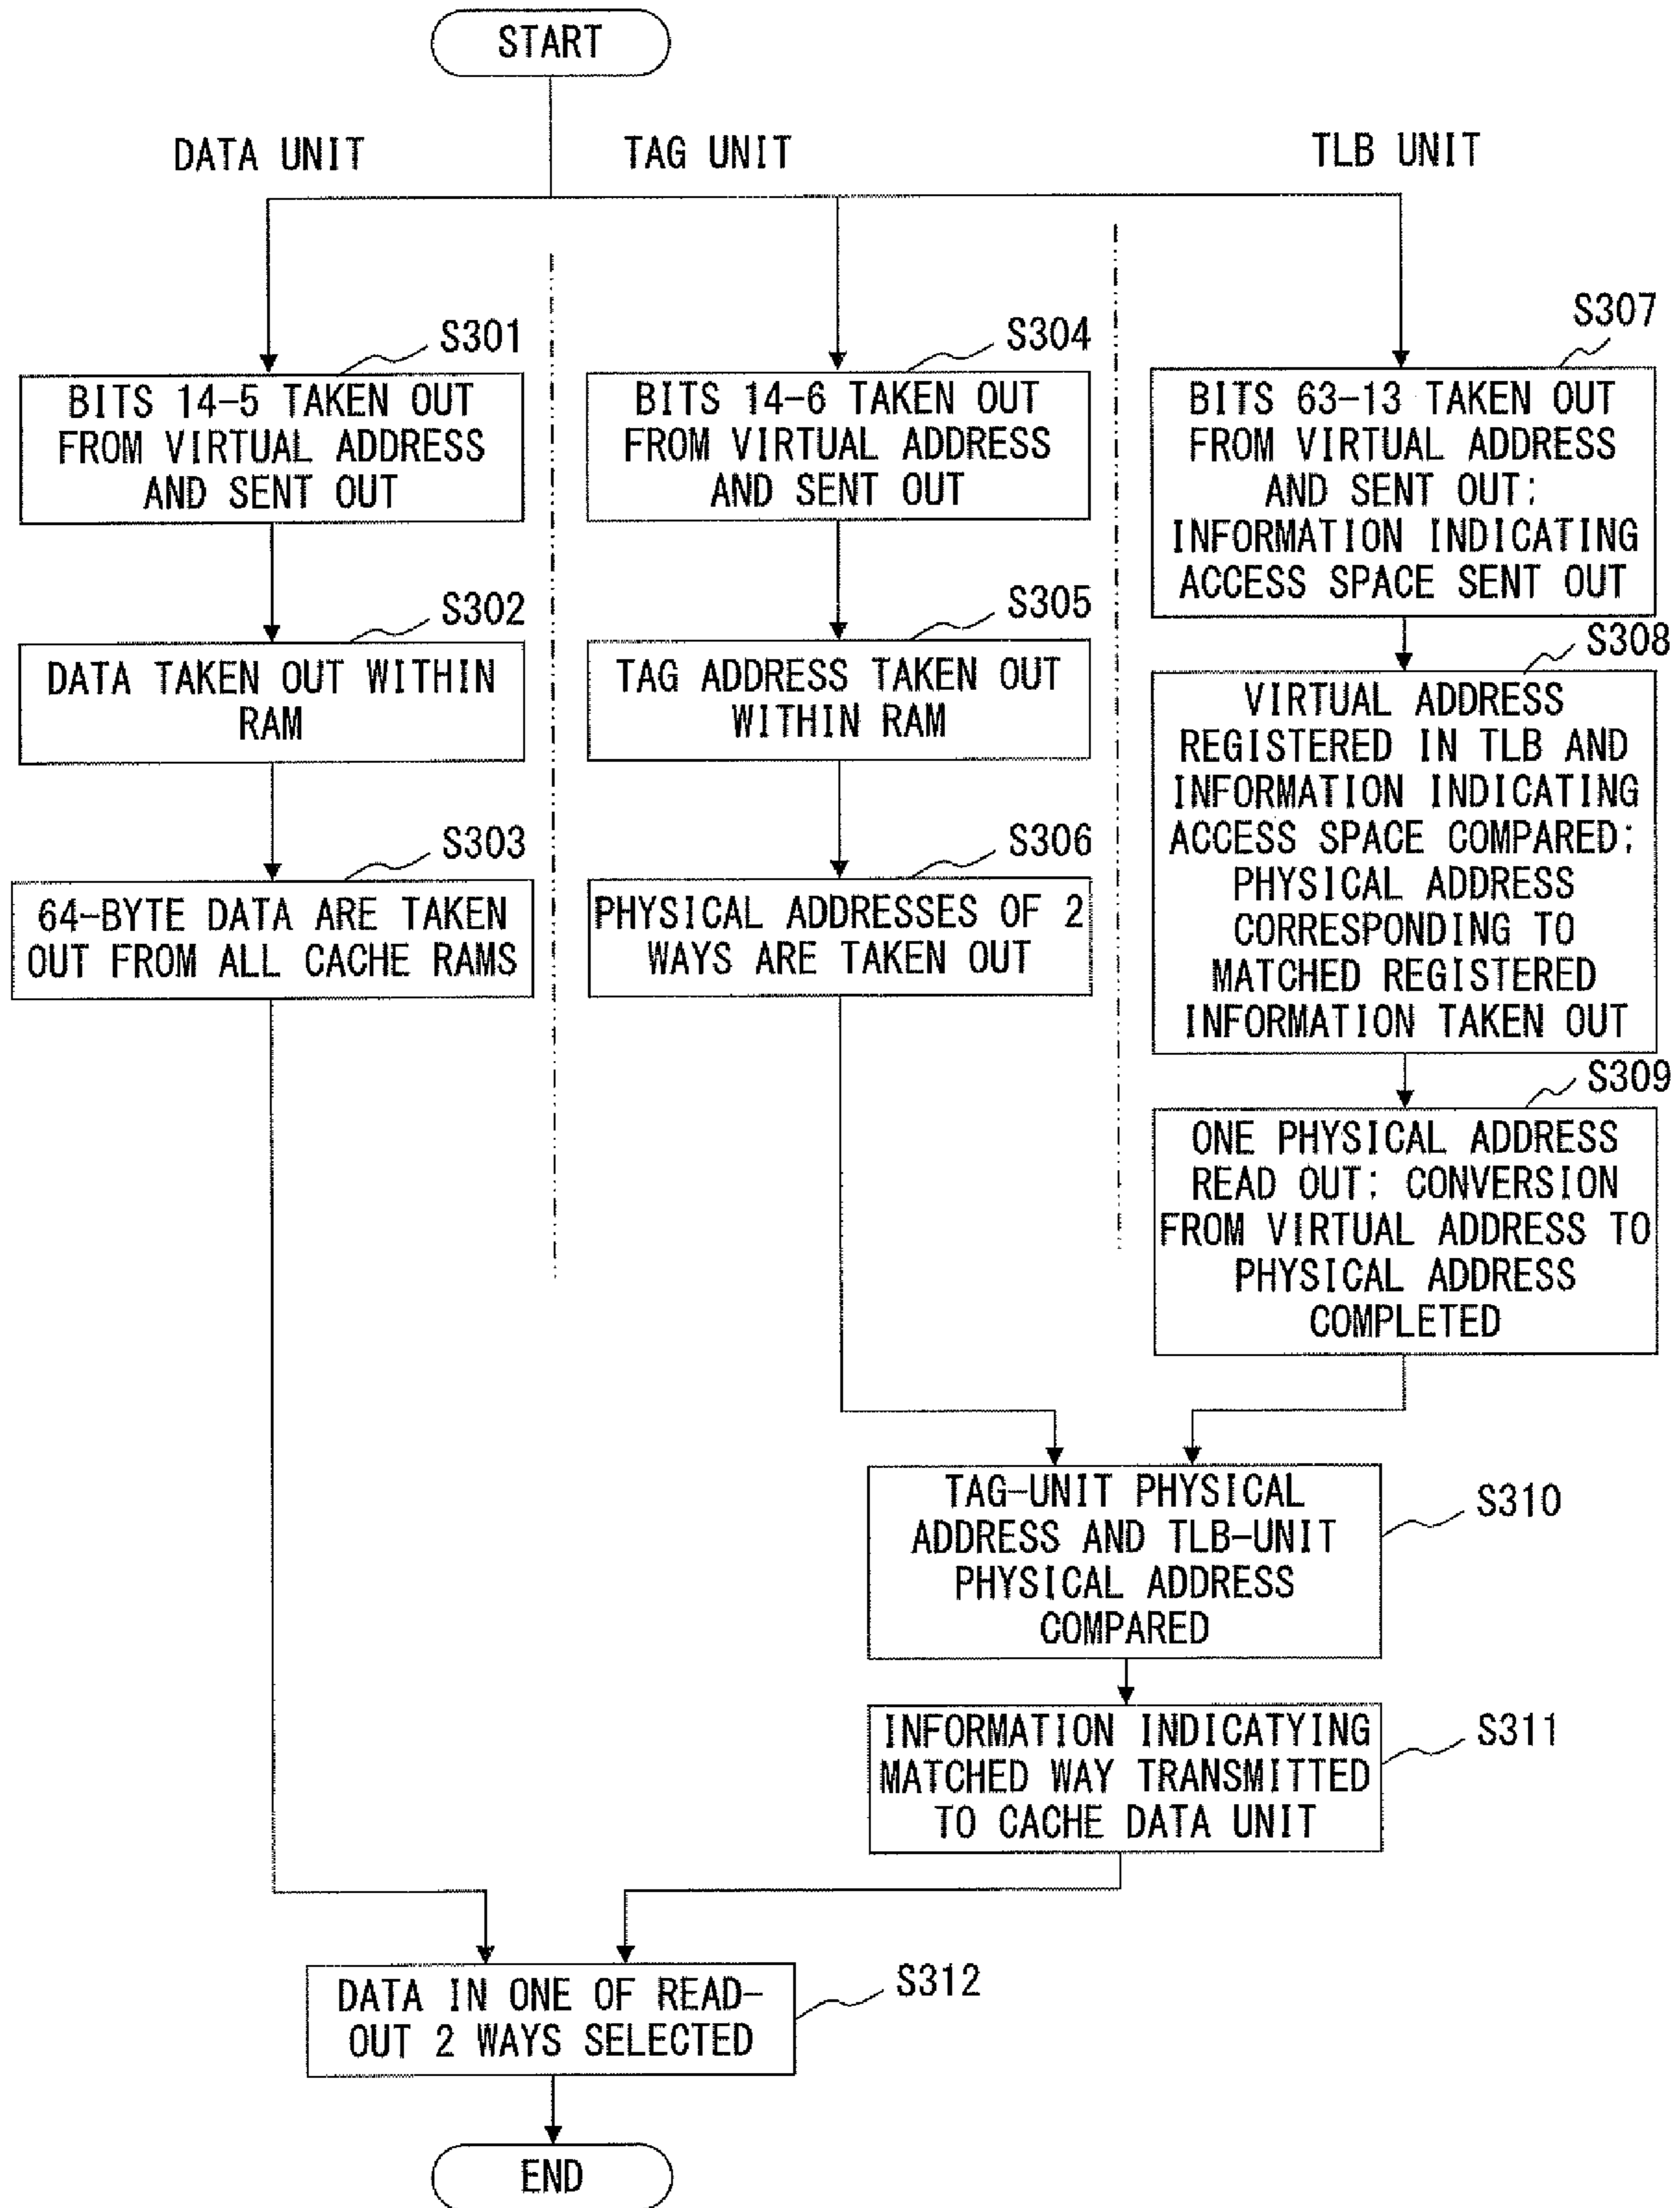 START
DATA UNIT
TAG UNIT
TLB UNIT
S301
BITS 14-5 TAKEN OUT
FROM VIRTUAL ADDRESS
AND SENT OUT
S302
DATA TAKEN OUT WITHIN
RAM
S303
64-BYTE DATA ARE TAKEN
OUT FROM ALL CACHE RAMS
S304
BITS 14-6 TAKEN OUT
FROM VIRTUAL ADDRESS
AND SENT OUT
S305
TAG ADDRESS TAKEN OUT
WITHIN RAM
S306
PHYSICAL ADDRESSES OF 2
WAYS ARE TAKEN OUT
S307
BITS 63-13 TAKEN OUT
FROM VIRTUAL ADDRESS
AND SENT OUT;
INFORMATION INDICATING
ACCESS SPACE SENT OUT
S308
VIRTUAL ADDRESS
REGISTERED IN TLB AND
INFORMATION INDICATING
ACCESS SPACE COMPARED;
PHYSICAL ADDRESS
CORRESPONDING TO
MATCHED REGISTERED
INFORMATION TAKEN OUT
S309
ONE PHYSICAL ADDRESS
READ OUT; CONVERSION
FROM VIRTUAL ADDRESS TO
PHYSICAL ADDRESS
COMPLETED
TAG-UNIT PHYSICAL
ADDRESS AND TLB-UNIT
PHYSICAL ADDRESS
COMPARED
S310
INFORMATION INDICATYING
MATCHED WAY TRANSMITTED
TO CACHE DATA UNIT
S311
DATA IN ONE OF READ-
OUT 2 WAYS SELECTED
S312
END